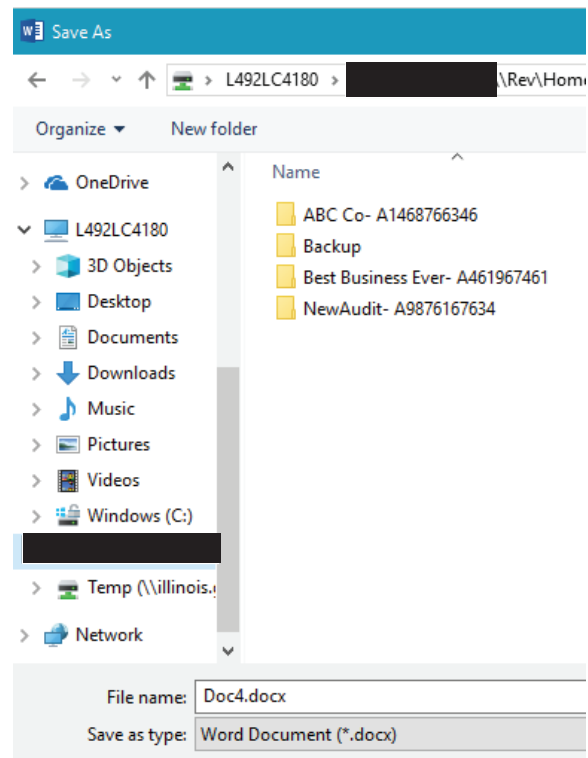 Save As
L492LC4180 > \\Rev\Home
Organize New folder
Name
OneDrive
L492LC4180
3D Objects
Desktop
Documents
Downloads
Music
Pictures
Videos
Windows (C:)
Temp (\\illinois.g
Network
ABC Co- A1468766346
Backup
Best Business Ever- A461967461
NewAudit- A9876167634
File name: Doc4.docx
Save as type: Word Document (*.docx)